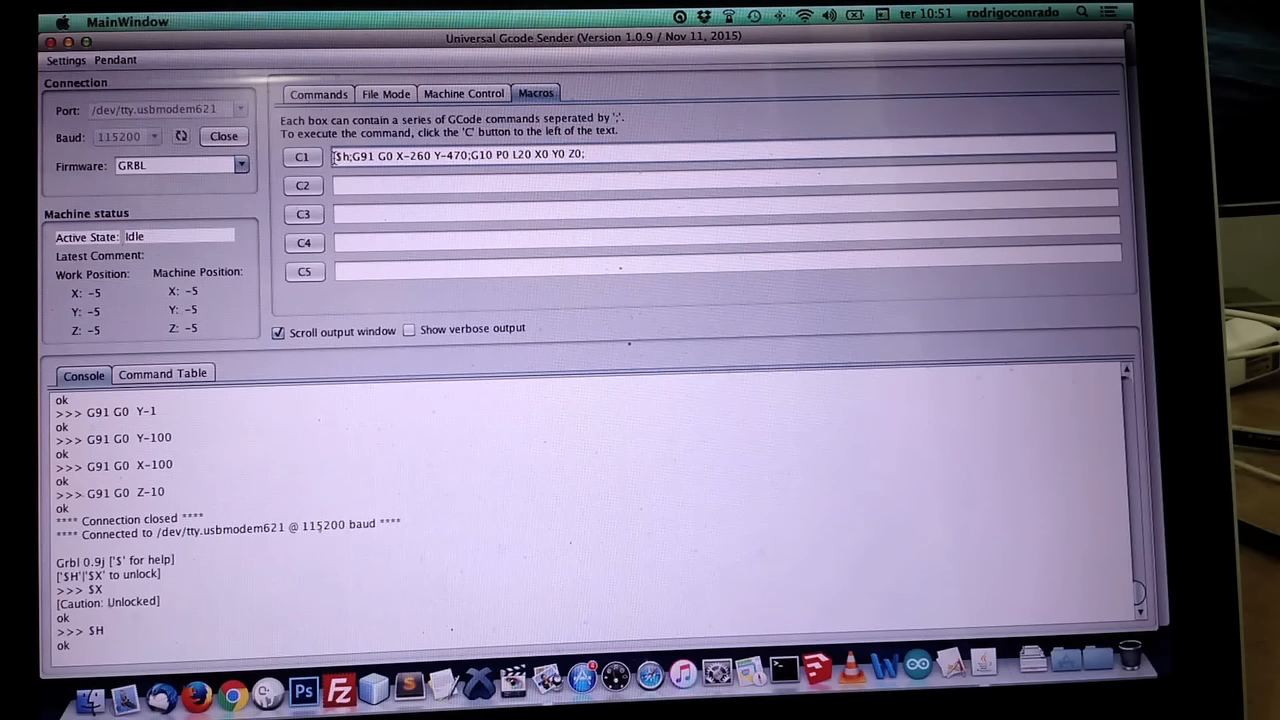 MainWindow
ter 10:51 rodrigoconrado
Universal Gcode Sender (Version 1.0.9 / Nov 11, 2015)
Settings Pendant
Connection
Port: /dev/tty.usbmodem621
Baud: 115200 Close
Firmware: GRBL
Machine status
Active State: Idle
Latest Comment:
Work Position: Machine Position:
X: -5 X: -5
Y: -5 Y: -5
Z: -5 Z: -5
Commands File Mode Machine Control Macros
Each box can contain a series of GCode commands seperated by ';'.
To execute the command, click the 'C' button to the left of the text.
C1 $h;G91 G0 X-260 Y-470;G10 P0 L20 X0 Y0 Z0;
C2
C3
C4
C5
Scroll output window Show verbose output
Console Command Table
ok
>>> G91 G0 Y-1
ok
>>> G91 G0 Y-100
ok
>>> G91 G0 X-100
ok
>>> G91 G0 Z-10
ok
**** Connection closed ****
**** Connected to /dev/tty.usbmodem621 @ 115200 baud ****
Grbl 0.9j ['$' for help]
['$H'|'$X' to unlock]
>>> $X
[Caution: Unlocked]
ok
>>> $H
ok
Ps
Fz
S
W